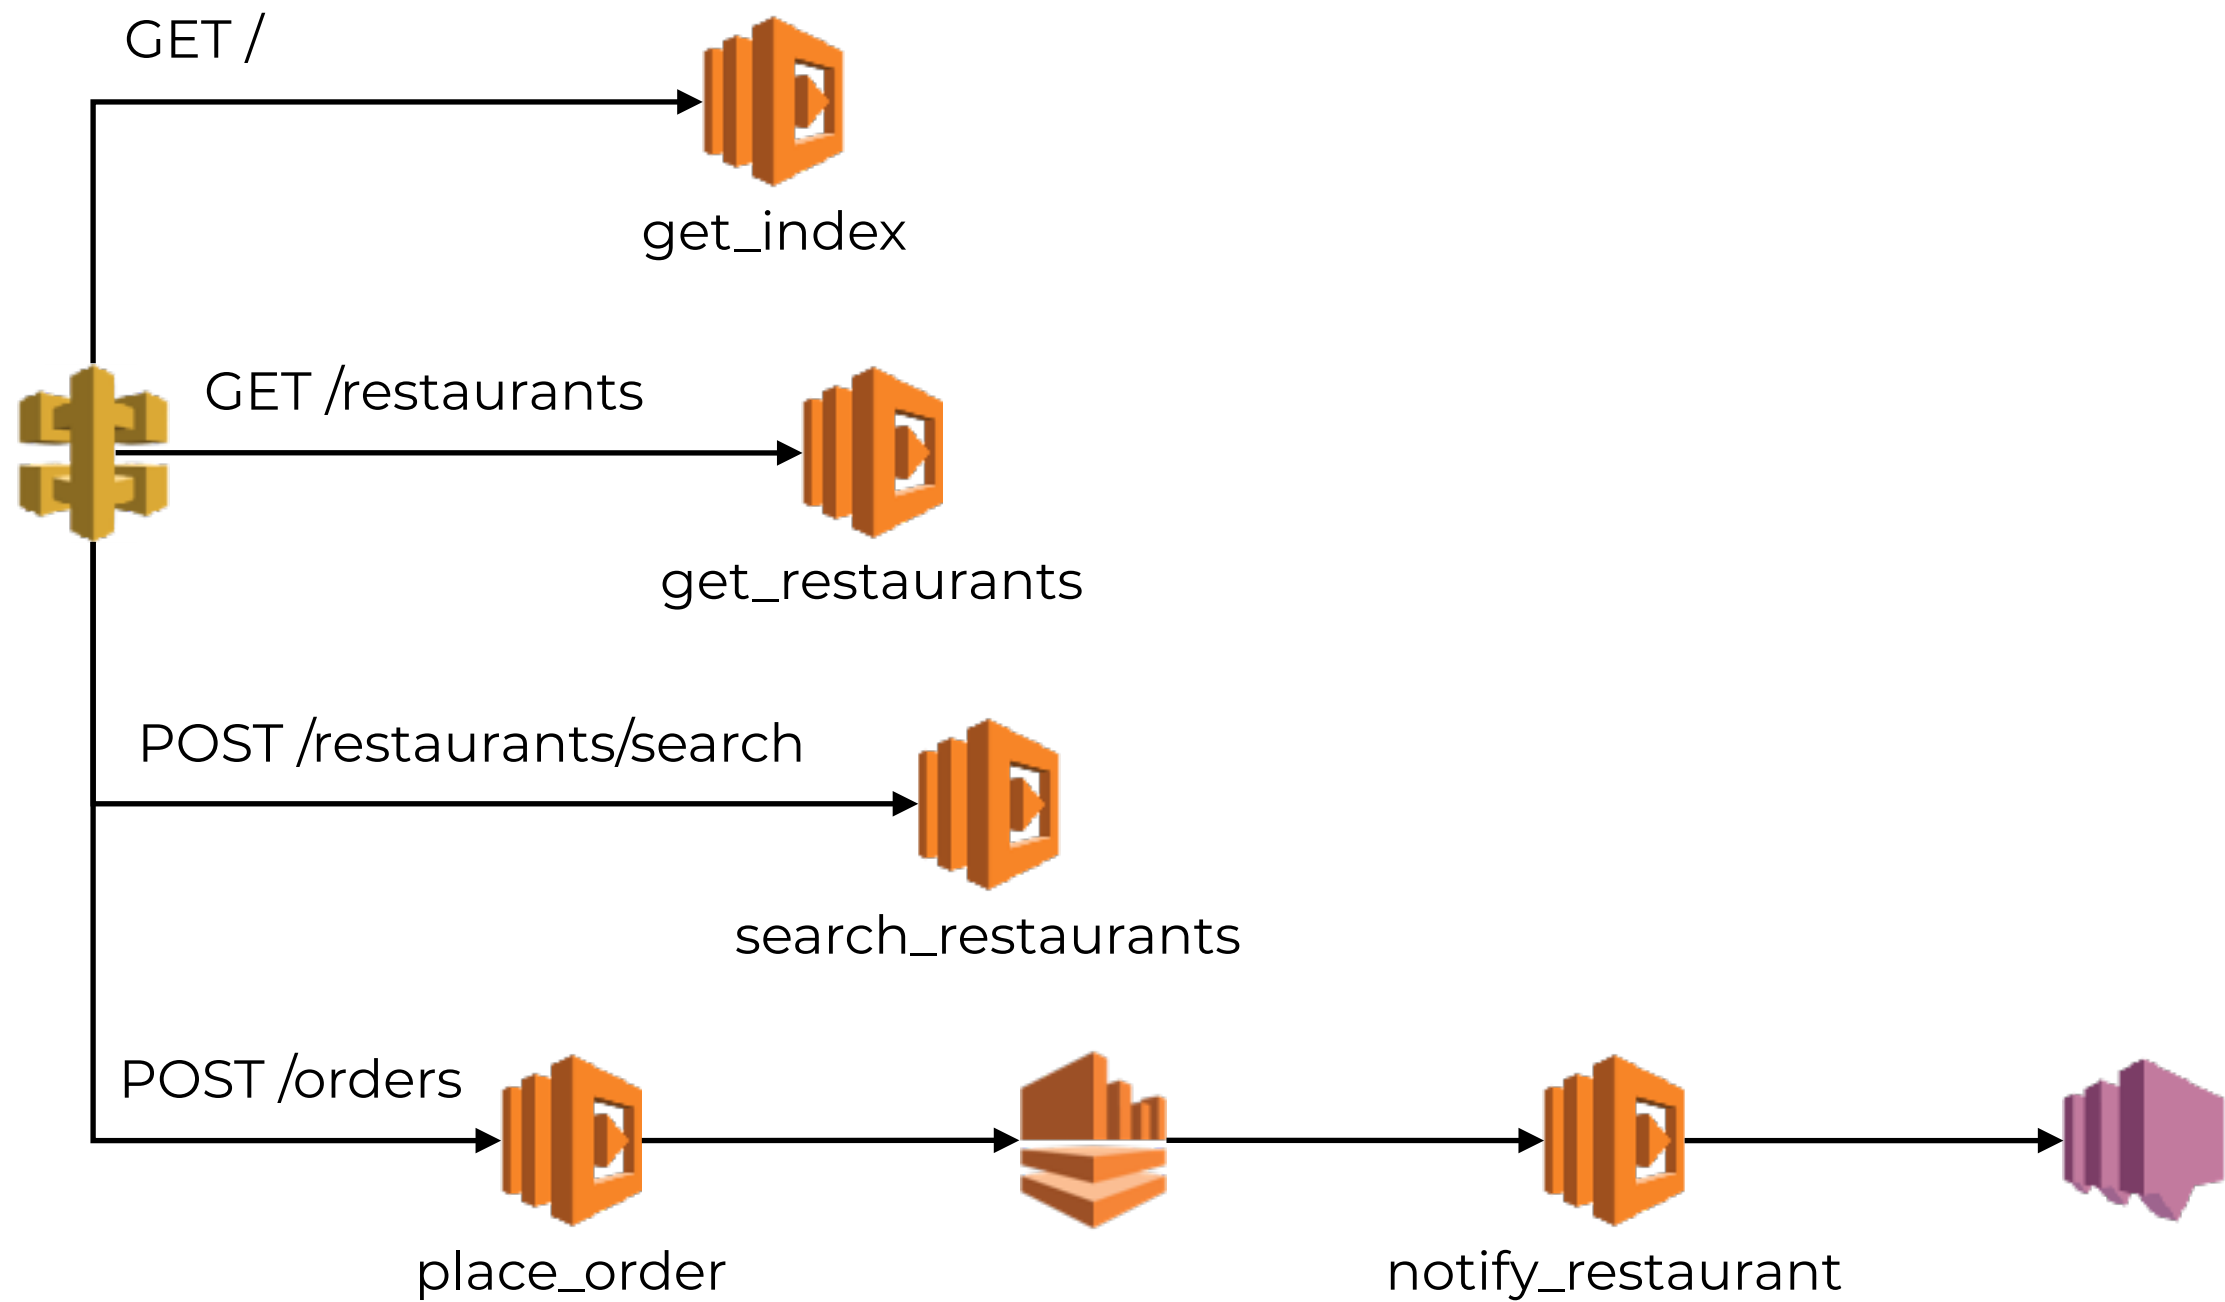 GET /
get_index
GET /restaurants
get_restaurants
POST /restaurants/search
search_restaurants
POST /orders
place_order
notify_restaurant